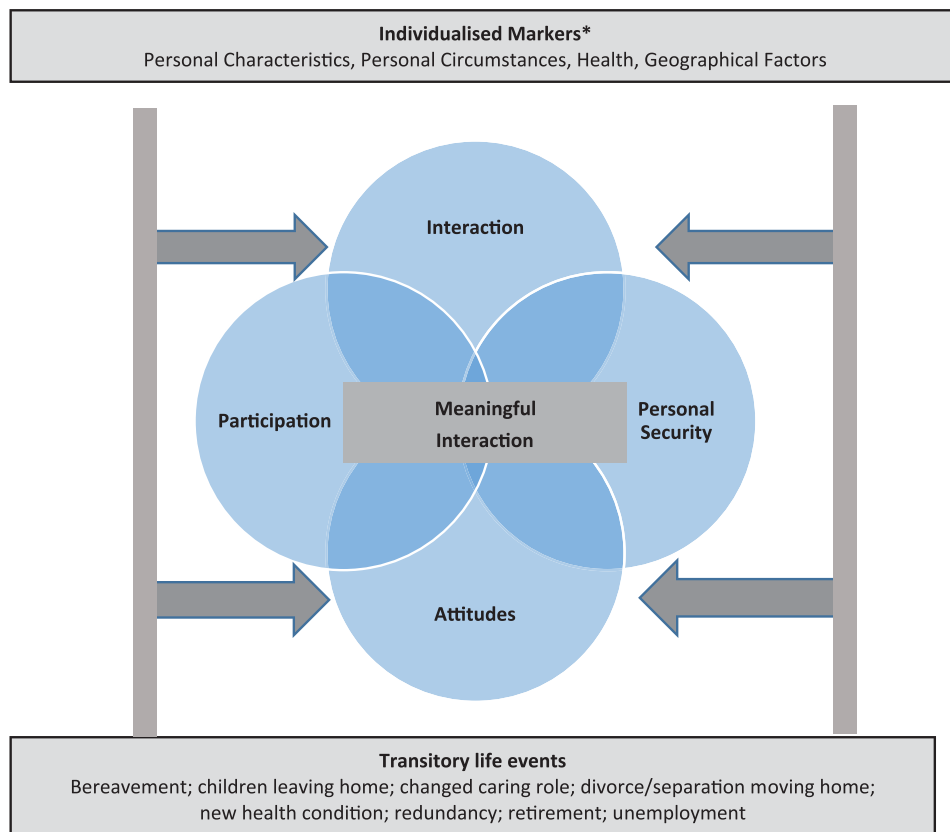 Individualised Markers*
Personal Characteristics, Personal Circumstances, Health, Geographical Factors
Interaction
Participation
Meaningful
Interaction
Personal
Security
Attitudes
Transitory life events
Bereavement; children leaving home; changed caring role; divorce/separation moving home;
new health condition; redundancy; retirement; unemployment